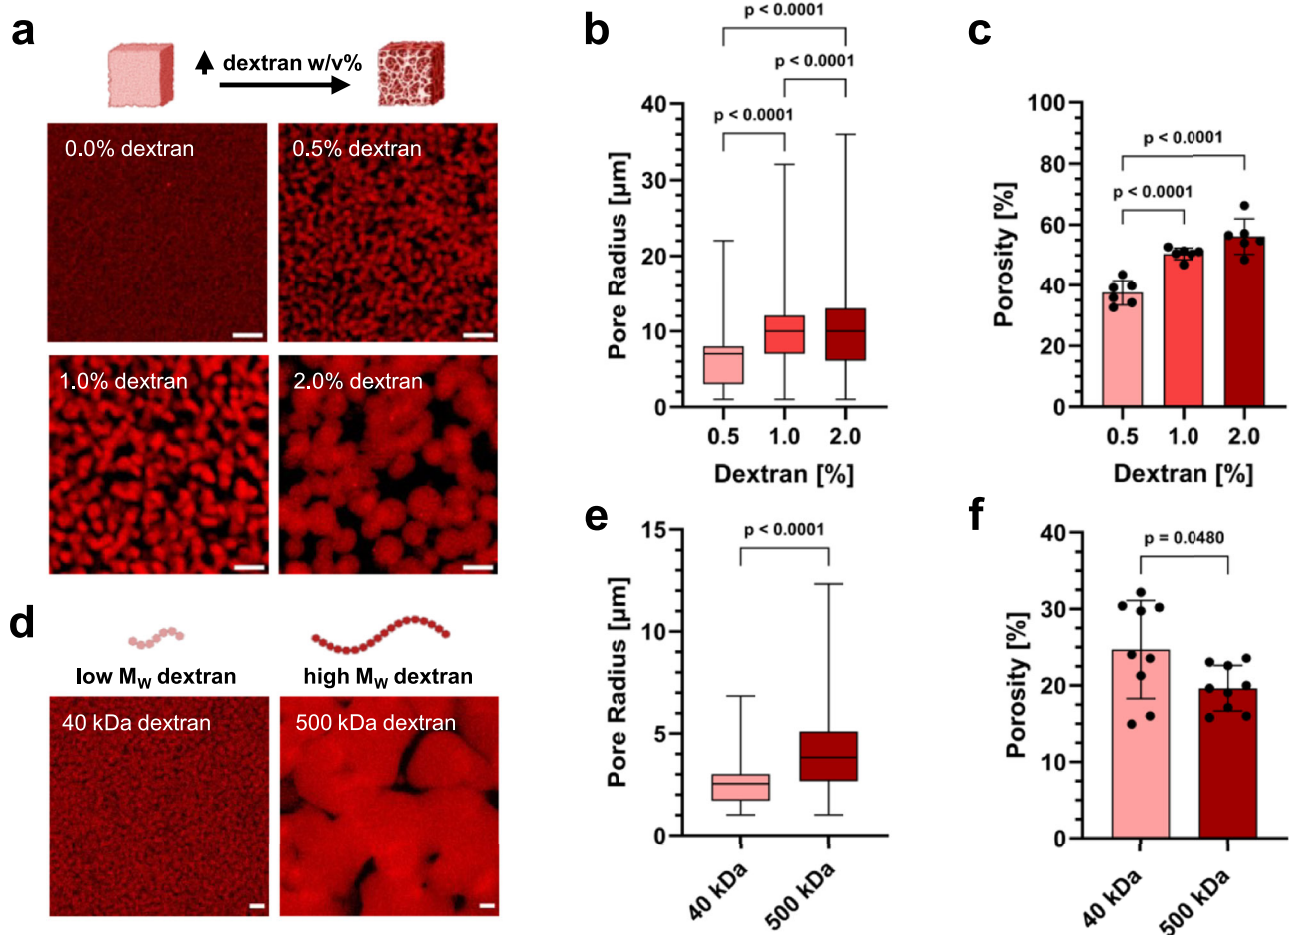 a
dextran w/v%
0.0% dextran
0.5% dextran
1.0% dextran
2.0% dextran
b
p < 0.0001
p < 0.0001
p < 0.0001
Pore Radius [µm]
40
30
20
10
0
0.5 1.0 2.0
Dextran [%]
c
p < 0.0001
p < 0.0001
Porosity [%]
100
80
60
40
20
0
0.5 1.0 2.0
Dextran [%]
d
low MW dextran
high MW dextran
40 kDa dextran
500 kDa dextran
e
p < 0.0001
Pore Radius [µm]
15
10
5
0
40 kDa
500 kDa
f
p = 0.0480
Porosity [%]
40
30
20
10
0
40 kDa
500 kDa